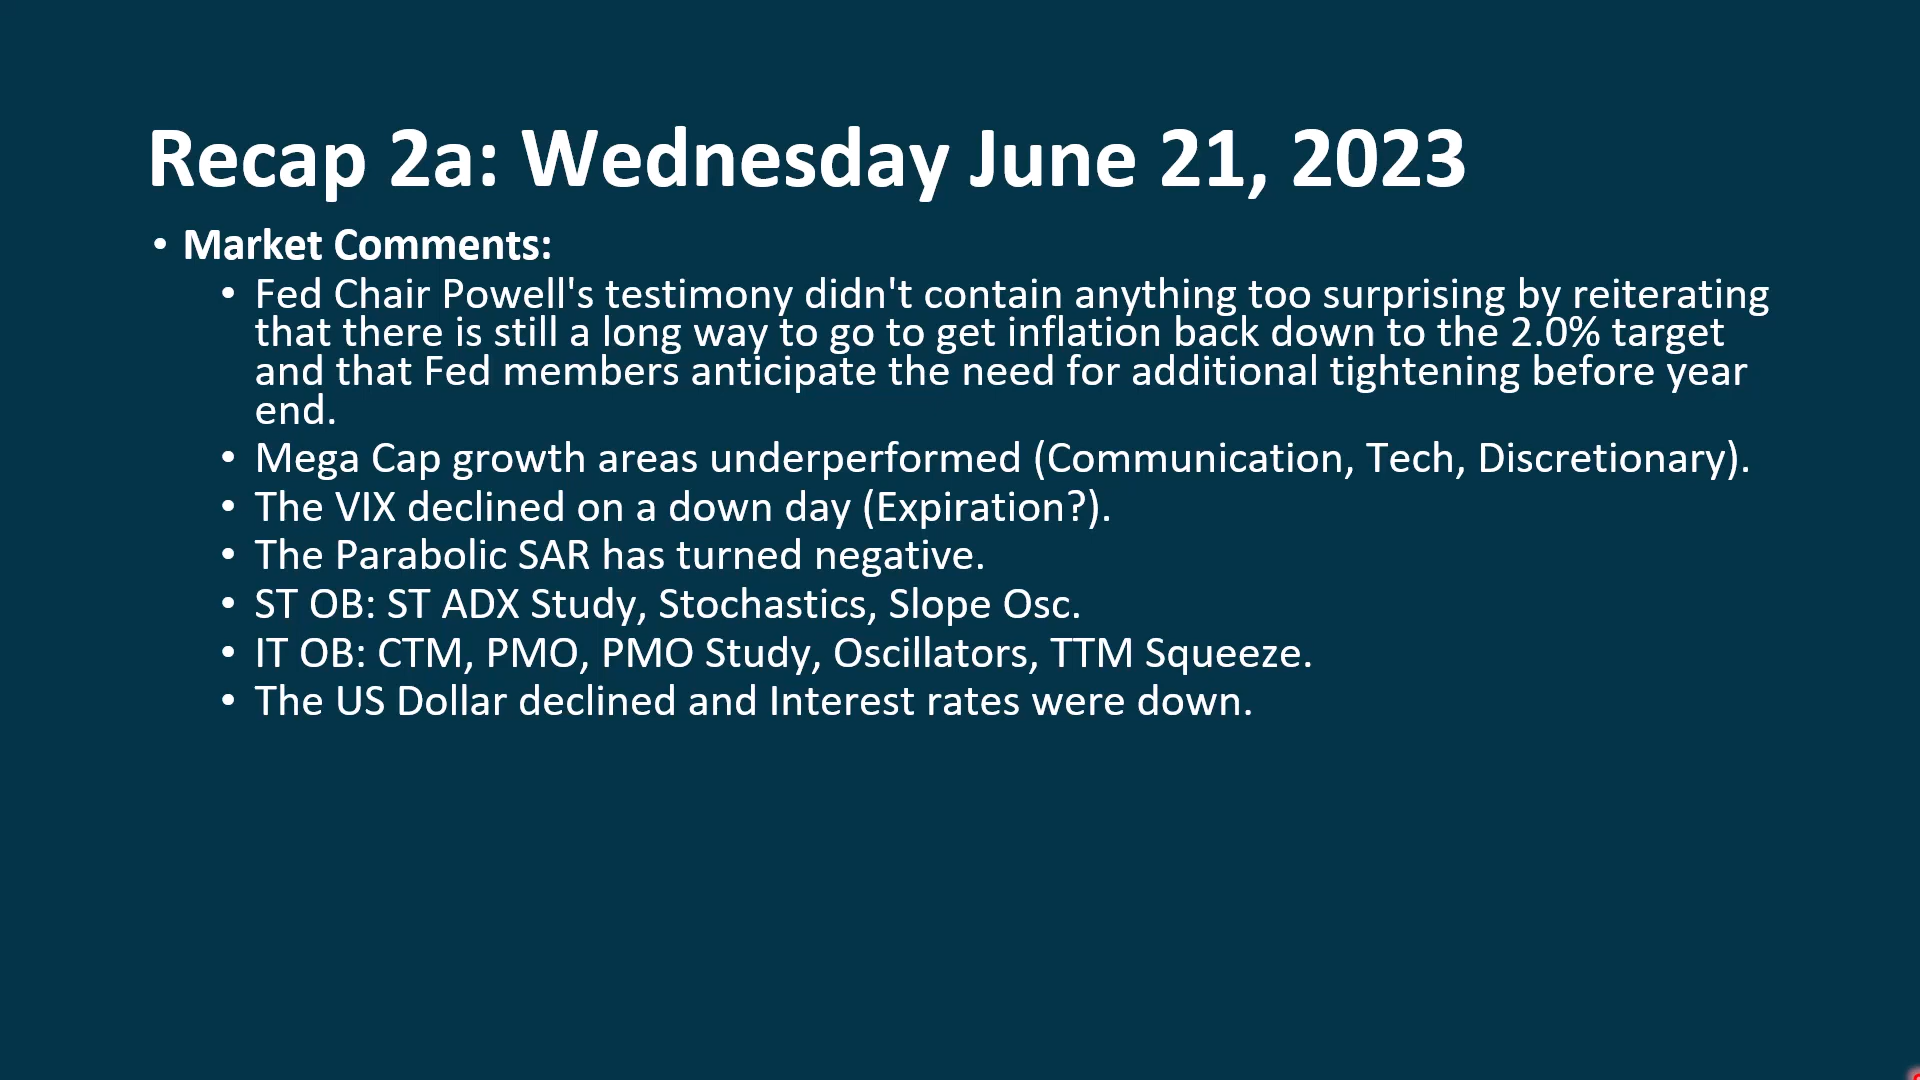 Recap 2a: Wednesday June 21, 2023
• Market Comments:
• Fed Chair Powell's testimony didn't contain anything too surprising by reiterating
that there is still a long way to go to get inflation back down to the 2.0% target
and that Fed members anticipate the need for additional tightening before year
end.
• Mega Cap growth areas underperformed (Communication, Tech, Discretionary).
• The VIX declined on a down day (Expiration?).
• The Parabolic SAR has turned negative.
• ST OB: ST ADX Study, Stochastics, Slope Osc.
• IT OB: CTM, PMO, PMO Study, Oscillators, TTM Squeeze.
• The US Dollar declined and Interest rates were down.